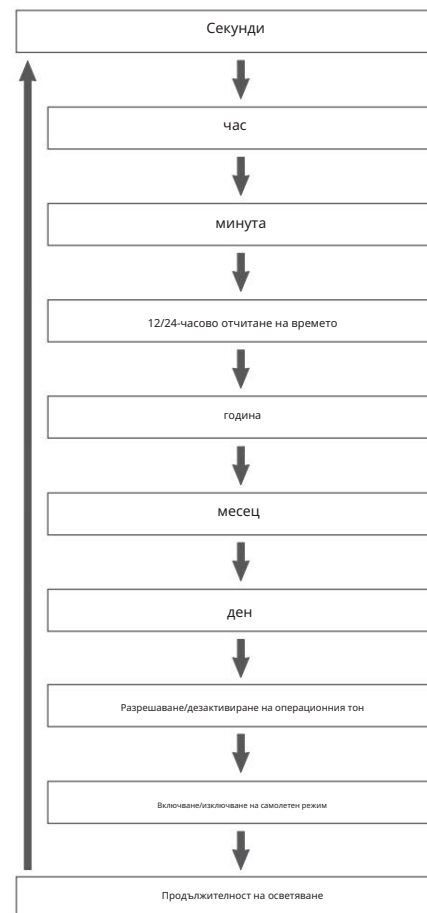 Секунди
час
минута
12/24-часово отчитане на времето
година
месец
ден
Разрешаване/дезактивиране на операционния тон
Включване/изключване на самолетен режим
Продължителност на осветяване